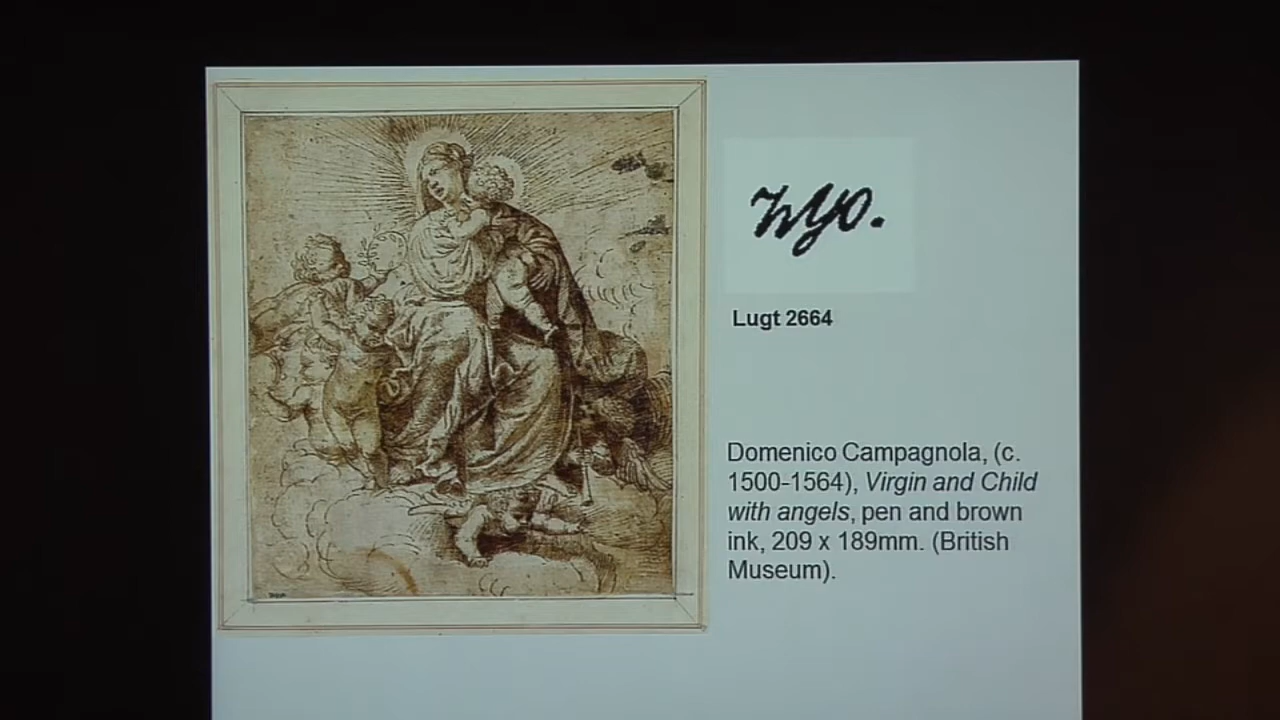 WYO.
Lugt 2664
Domenico Campagnola, (c.
1500-1564), Virgin and Child
with angels, pen and brown
ink, 209 x 189mm. (British
Museum).